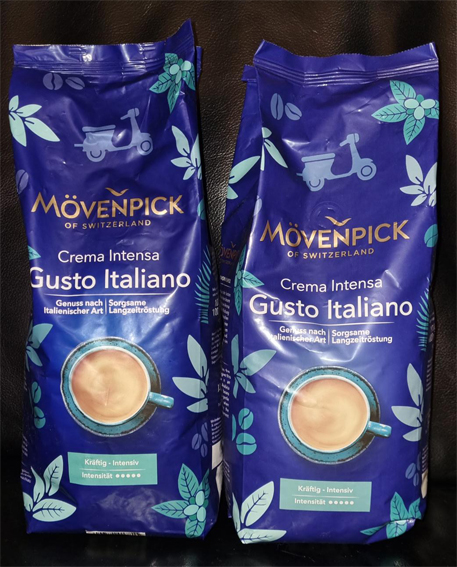 MÖVENPICK
OF SWITZERLAND
Crema Intensa
Gusto Italiano
Genuss nach Italienischer Art
Sorgsame Langzeitröstung
Kräftig - Intensiv
Intensität
MÖVENPICK
OF SWITZERLAND
Crema Intensa
Gusto Italiano
Genuss nach Italienischer Art
Sorgsame Langzeitröstung
Kräftig - Intensiv
Intensität